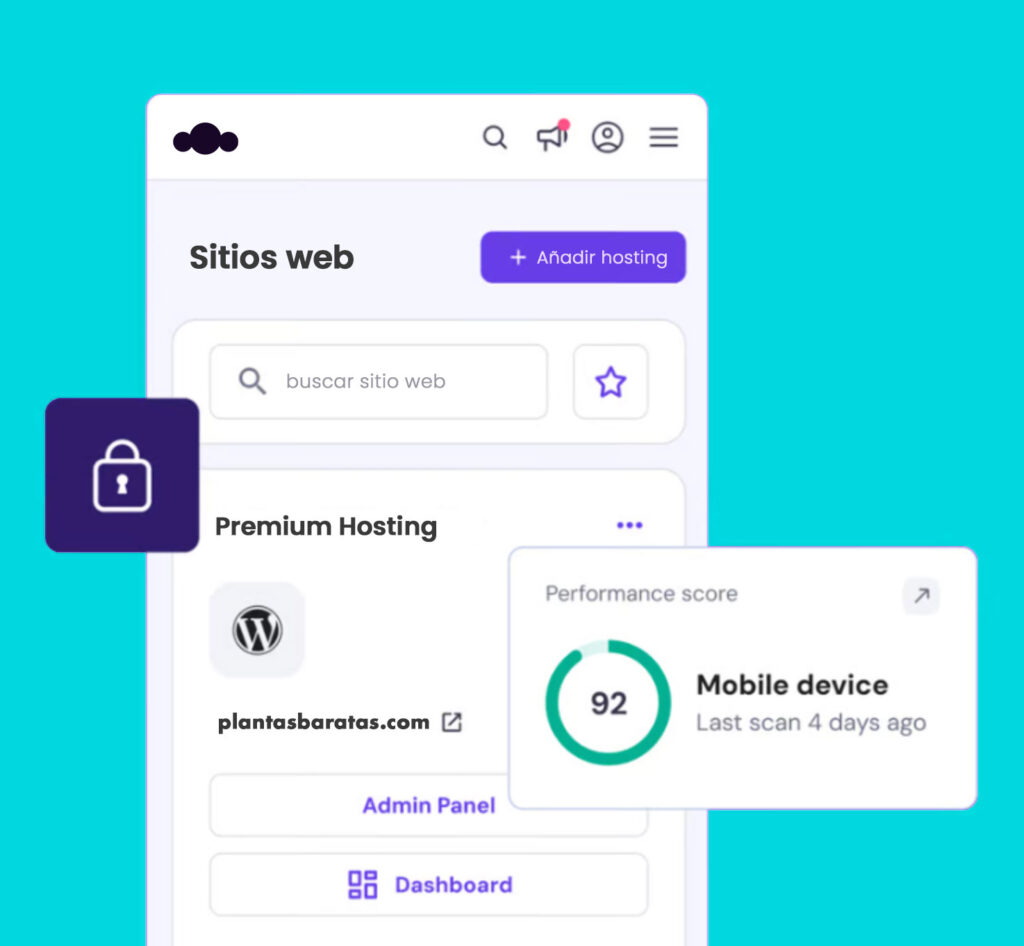 Sitios web
+ Añadir hosting
buscar sitio web
Premium Hosting
Performance score
92
Mobile device
Last scan 4 days ago
plantasbaratas.com
Admin Panel
Dashboard